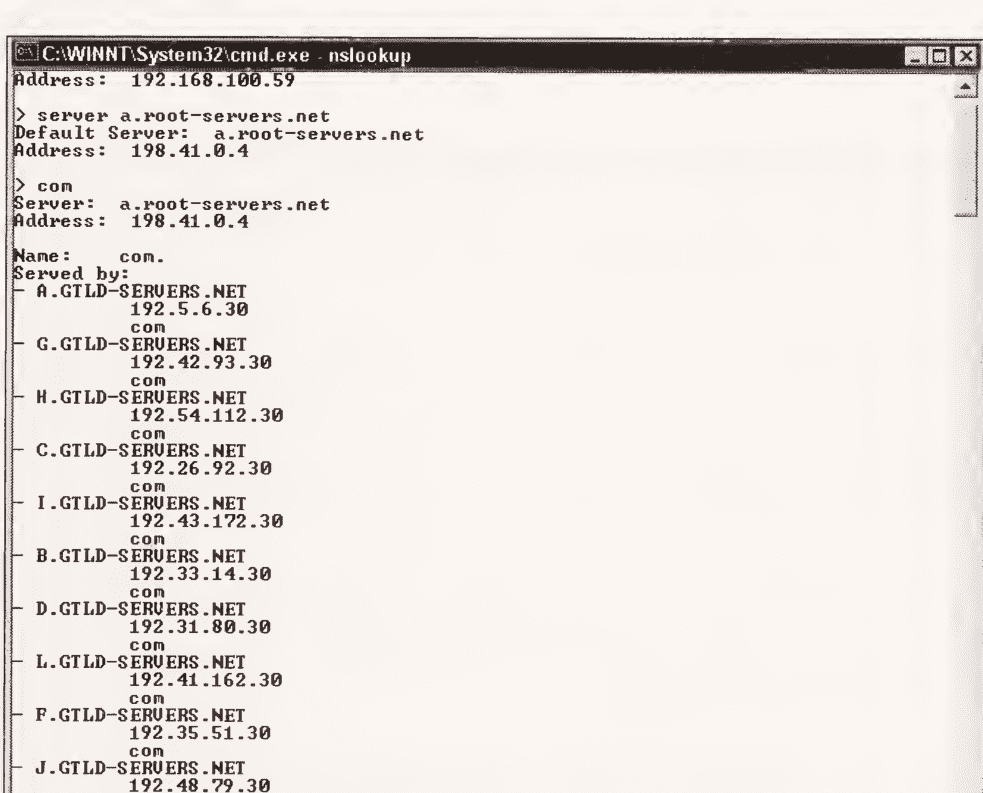 C:\WINNT\System32\cmd.exe - nslookup
Address:  192.168.100.59
> server a.root-servers.net
Default Server:  a.root-servers.net
Address:  198.41.0.4
> com
Server:  a.root-servers.net
Address:  198.41.0.4
Name:    com.
Served by:
- A.GTLD-SERVERS.NET
192.5.6.30
com
- G.GTLD-SERVERS.NET
192.42.93.30
com
- H.GTLD-SERVERS.NET
192.54.112.30
com
- C.GTLD-SERVERS.NET
192.26.92.30
com
- I.GTLD-SERVERS.NET
192.43.172.30
com
- B.GTLD-SERVERS.NET
192.33.14.30
com
- D.GTLD-SERVERS.NET
192.31.80.30
com
- L.GTLD-SERVERS.NET
192.41.162.30
com
- F.GTLD-SERVERS.NET
192.35.51.30
com
- J.GTLD-SERVERS.NET
192.48.79.30